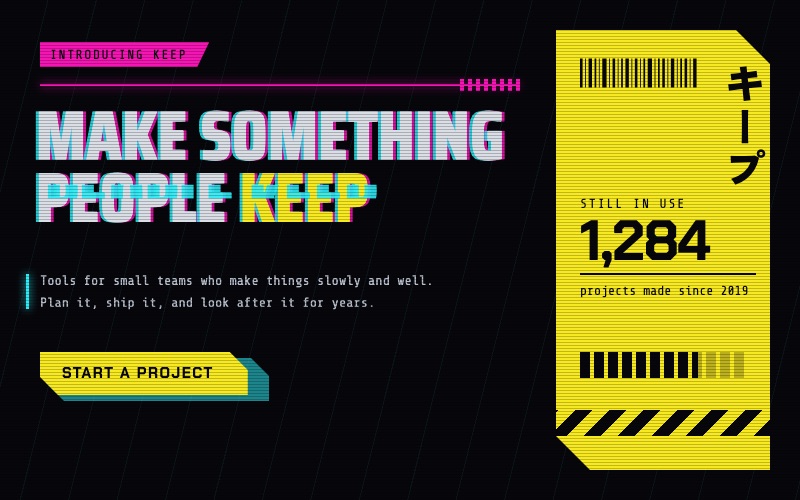 INTRODUCING KEEP
MAKE SOMETHING
PEOPLE KEEP
Tools for small teams who make things slowly and well.
Plan it, ship it, and look after it for years.
START A PROJECT
キープ
STILL IN USE
1,284
projects made since 2019